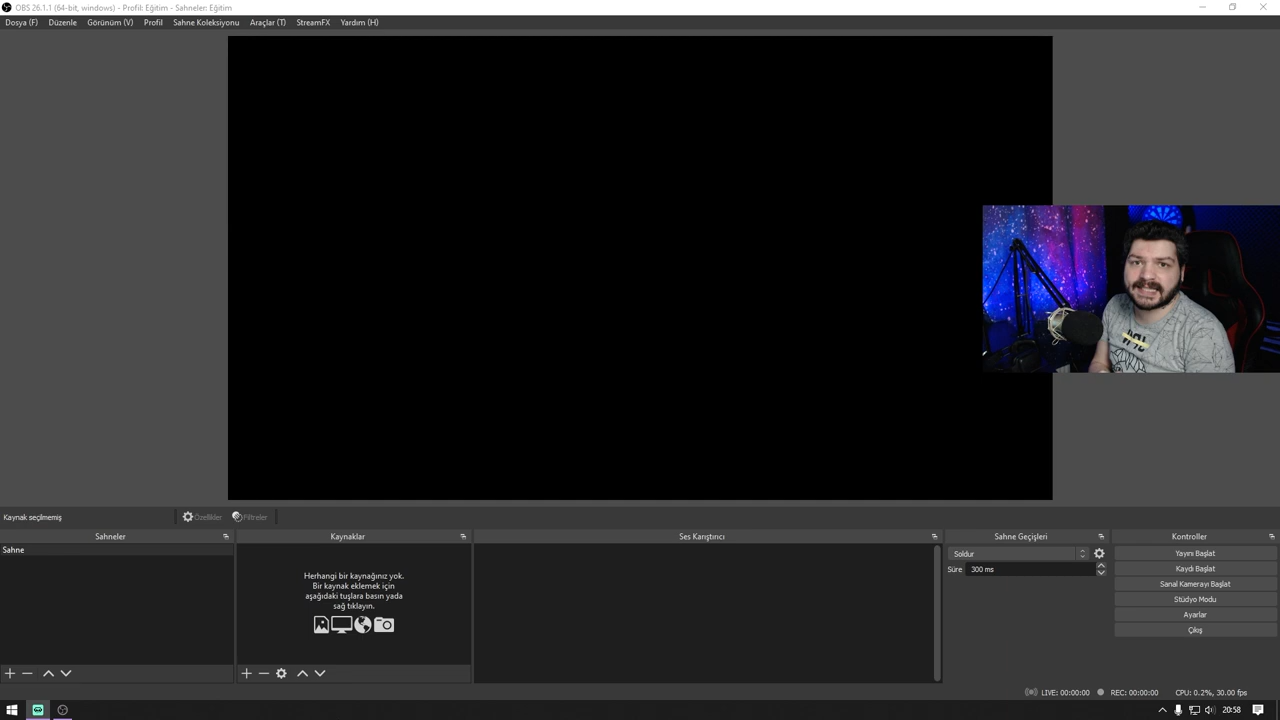 OBS 26.1.1 (64-bit, windows) - Profil: Eğitim - Sahneler: Eğitim
Dosya (F) Düzenle Görünüm (V) Profil Sahne Koleksiyonu Araçlar (T) StreamFX Yardım (H)
Kaynak seçilmemiş Özellikler Filtreler
Sahneler Kaynaklar Ses Karıştırıcı Sahne Geçişleri Kontroller
Sahne
Herhangi bir kaynağınız yok.
Bir kaynak eklemek için
aşağıdaki tuşlara basın yada
sağ tıklayın.
Soldur
Süre 300 ms
Yayını Başlat
Kaydı Başlat
Sanal Kamerayı Başlat
Stüdyo Modu
Ayarlar
Çıkış
LIVE: 00:00:00 REC: 00:00:00 CPU: 0.2%, 30.00 fps
20:58